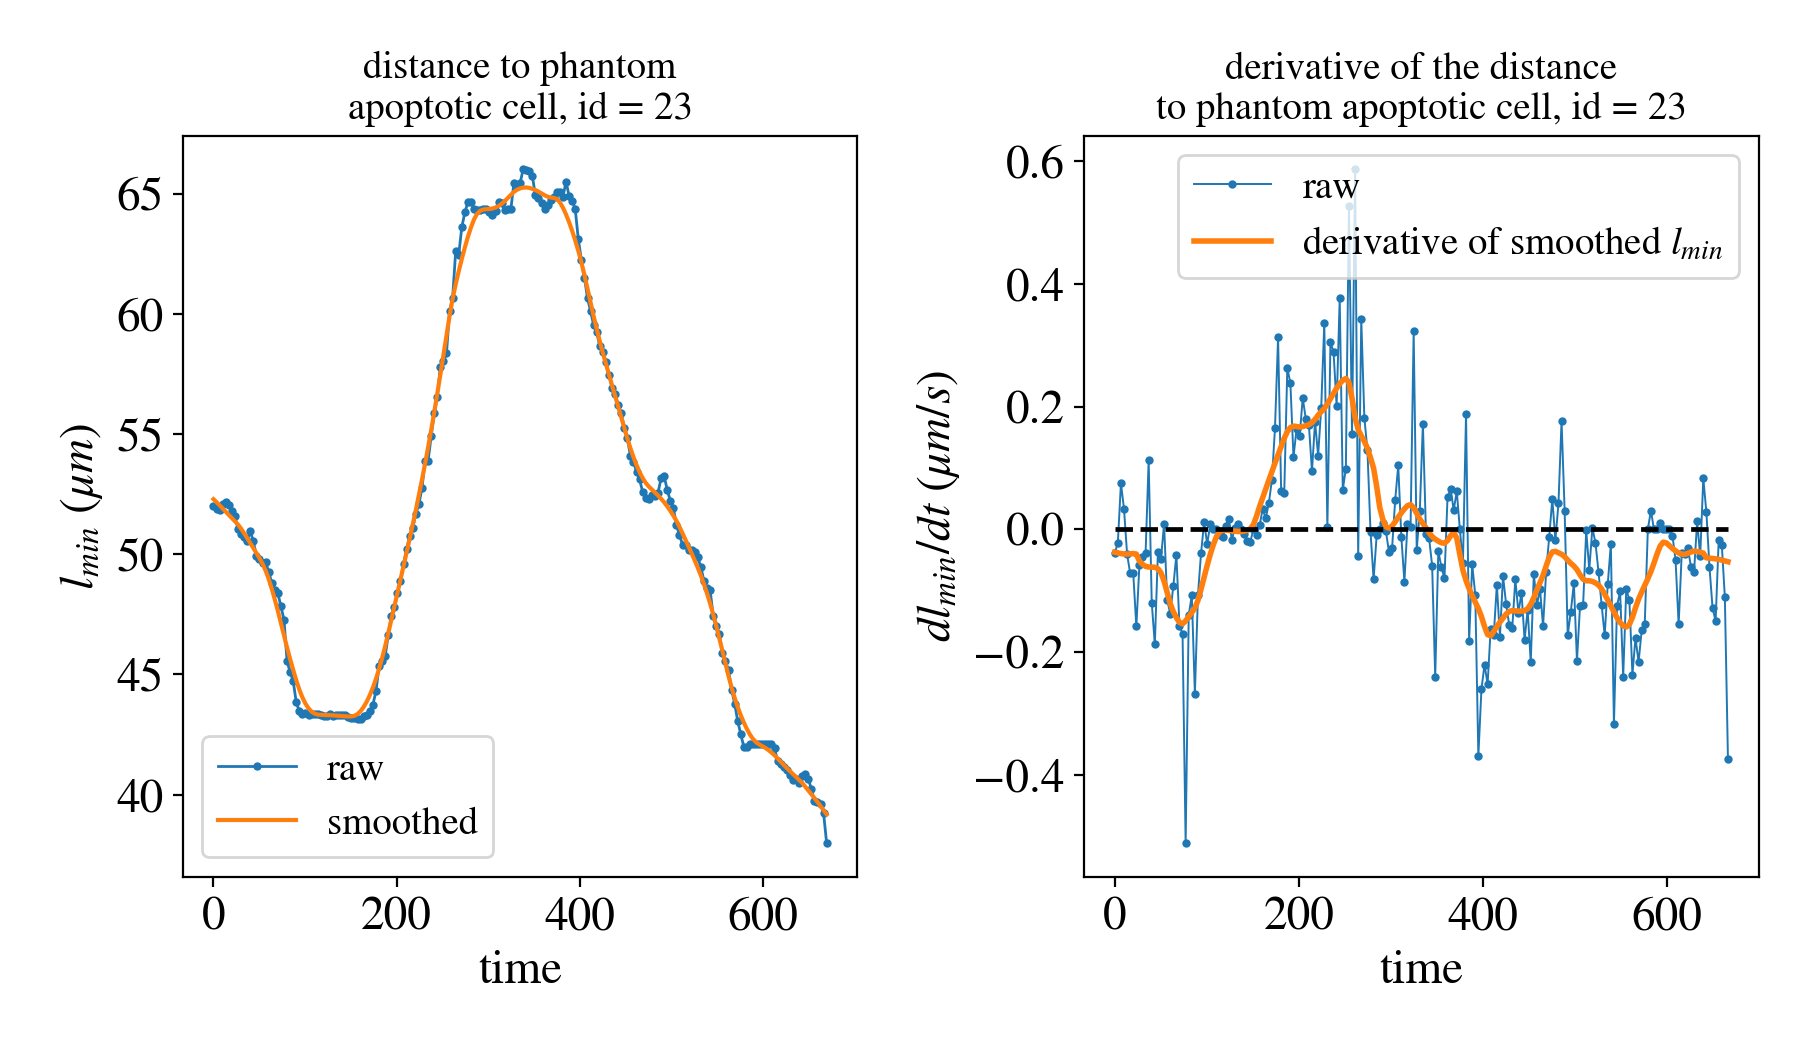 distance to phantom
apoptotic cell, id = 23
65
60
55
50
45
40
l_min (μm)
raw
smoothed
0 200 400 600
time
derivative of the distance
to phantom apoptotic cell, id = 23
0.6
0.4
0.2
0.0
−0.2
−0.4
dl_min/dt (μm/s)
raw
derivative of smoothed l_min
0 200 400 600
time